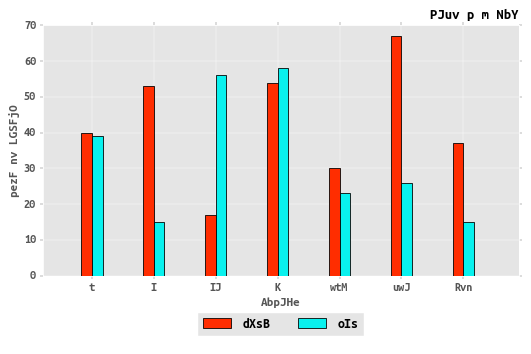 PJuv p m NbY
70
60
50
40
30
20
10
0
pezF nv LGSFjO
t I IJ K wtM uwJ Rvn
AbpJHe
dXsB oIs